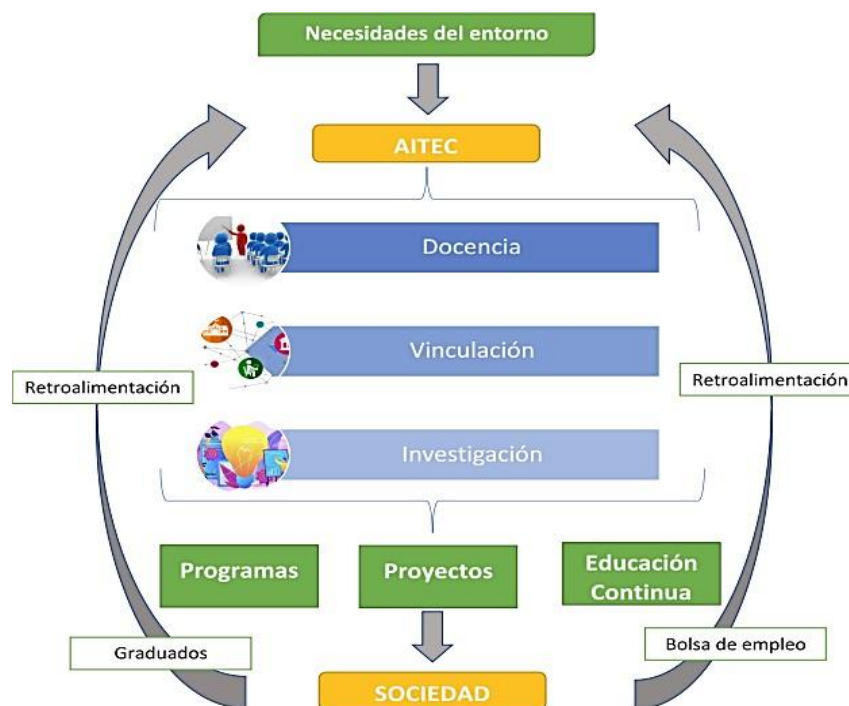 Necesidades del entorno
AITEC
Docencia
Vinculación
Retroalimentación
Retroalimentación
Investigación
Programas
Proyectos
Educación
Continua
Graduados
Bolsa de empleo
SOCIEDAD